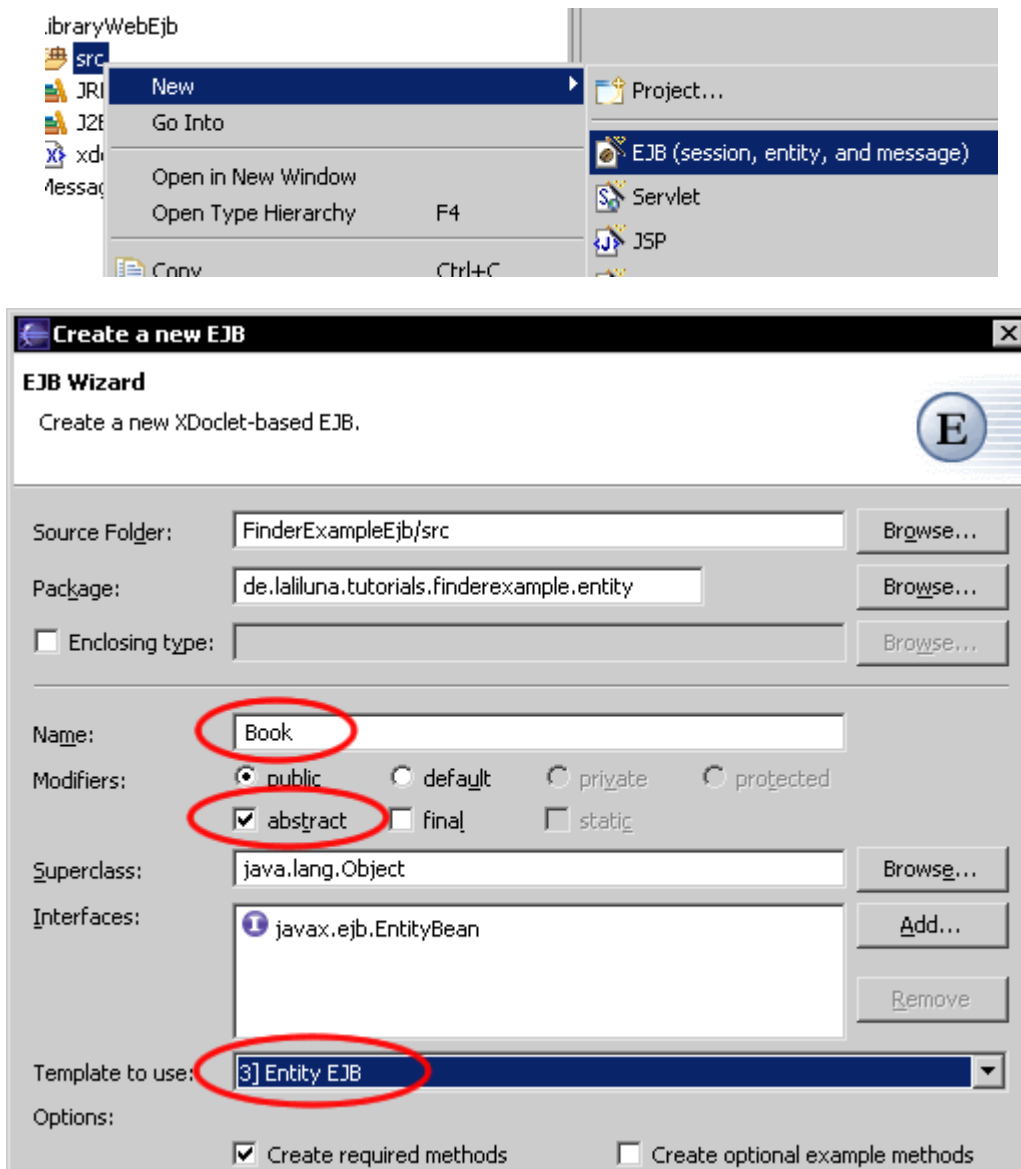 ibraryWebEjb
src
New
Project...
Go Into
EJB (session, entity, and message)
Open in New Window
Servlet
Open Type Hierarchy F4
JSP
Copy Ctrl+C
Create a new EJB
EJB Wizard
Create a new XDoclet-based EJB.
E
Source Folder: FinderExampleEjb/src Browse...
Package: de.laliluna.tutorials.finderexample.entity Browse...
Enclosing type: Browse...
Name: Book
Modifiers: public default private protected
abstract final static
Superclass: java.lang.Object Browse...
Interfaces: javax.ejb.EntityBean Add...
Remove
Template to use: 3] Entity EJB
Options:
Create required methods Create optional example methods